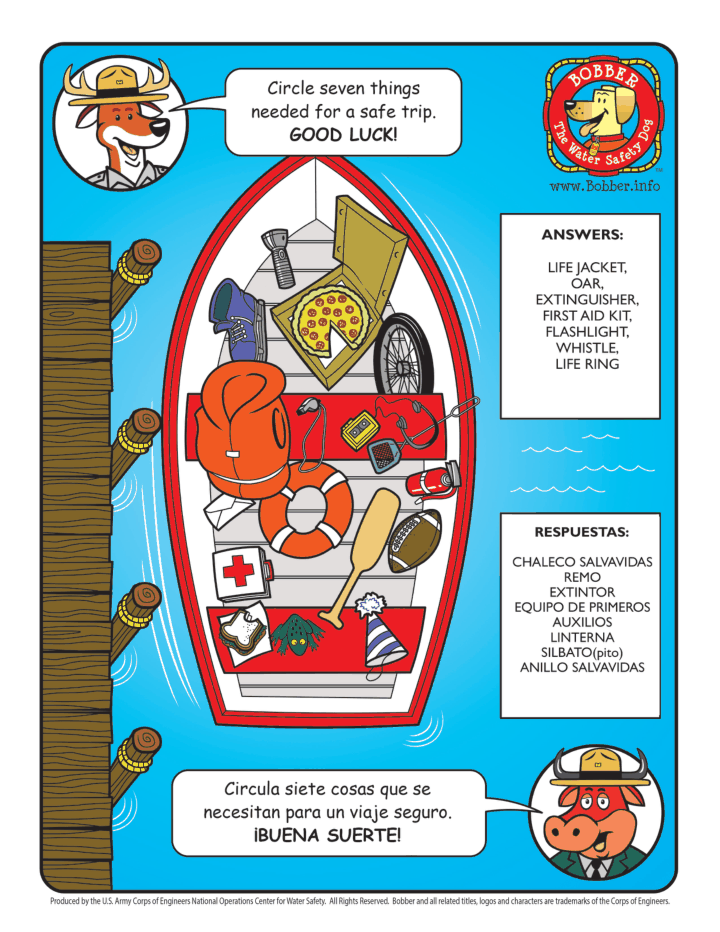 Circle seven things
needed for a safe trip.
GOOD LUCK!
BOBBER
The Water Safety Dog
TM
www.Bobber.info
ANSWERS:
LIFE JACKET,
OAR,
EXTINGUISHER,
FIRST AID KIT,
FLASHLIGHT,
WHISTLE,
LIFE RING
RESPUESTAS:
CHALECO SALVAVIDAS
REMO
EXTINTOR
EQUIPO DE PRIMEROS
AUXILIOS
LINTERNA
SILBATO(pito)
ANILLO SALVAVIDAS
Circula siete cosas que se
necesitan para un viaje seguro.
¡BUENA SUERTE!
Produced by the U.S. Army Corps of Engineers National Operations Center for Water Safety.  All Rights Reserved.  Bobber and all related titles, logos and characters are trademarks of the Corps of Engineers.